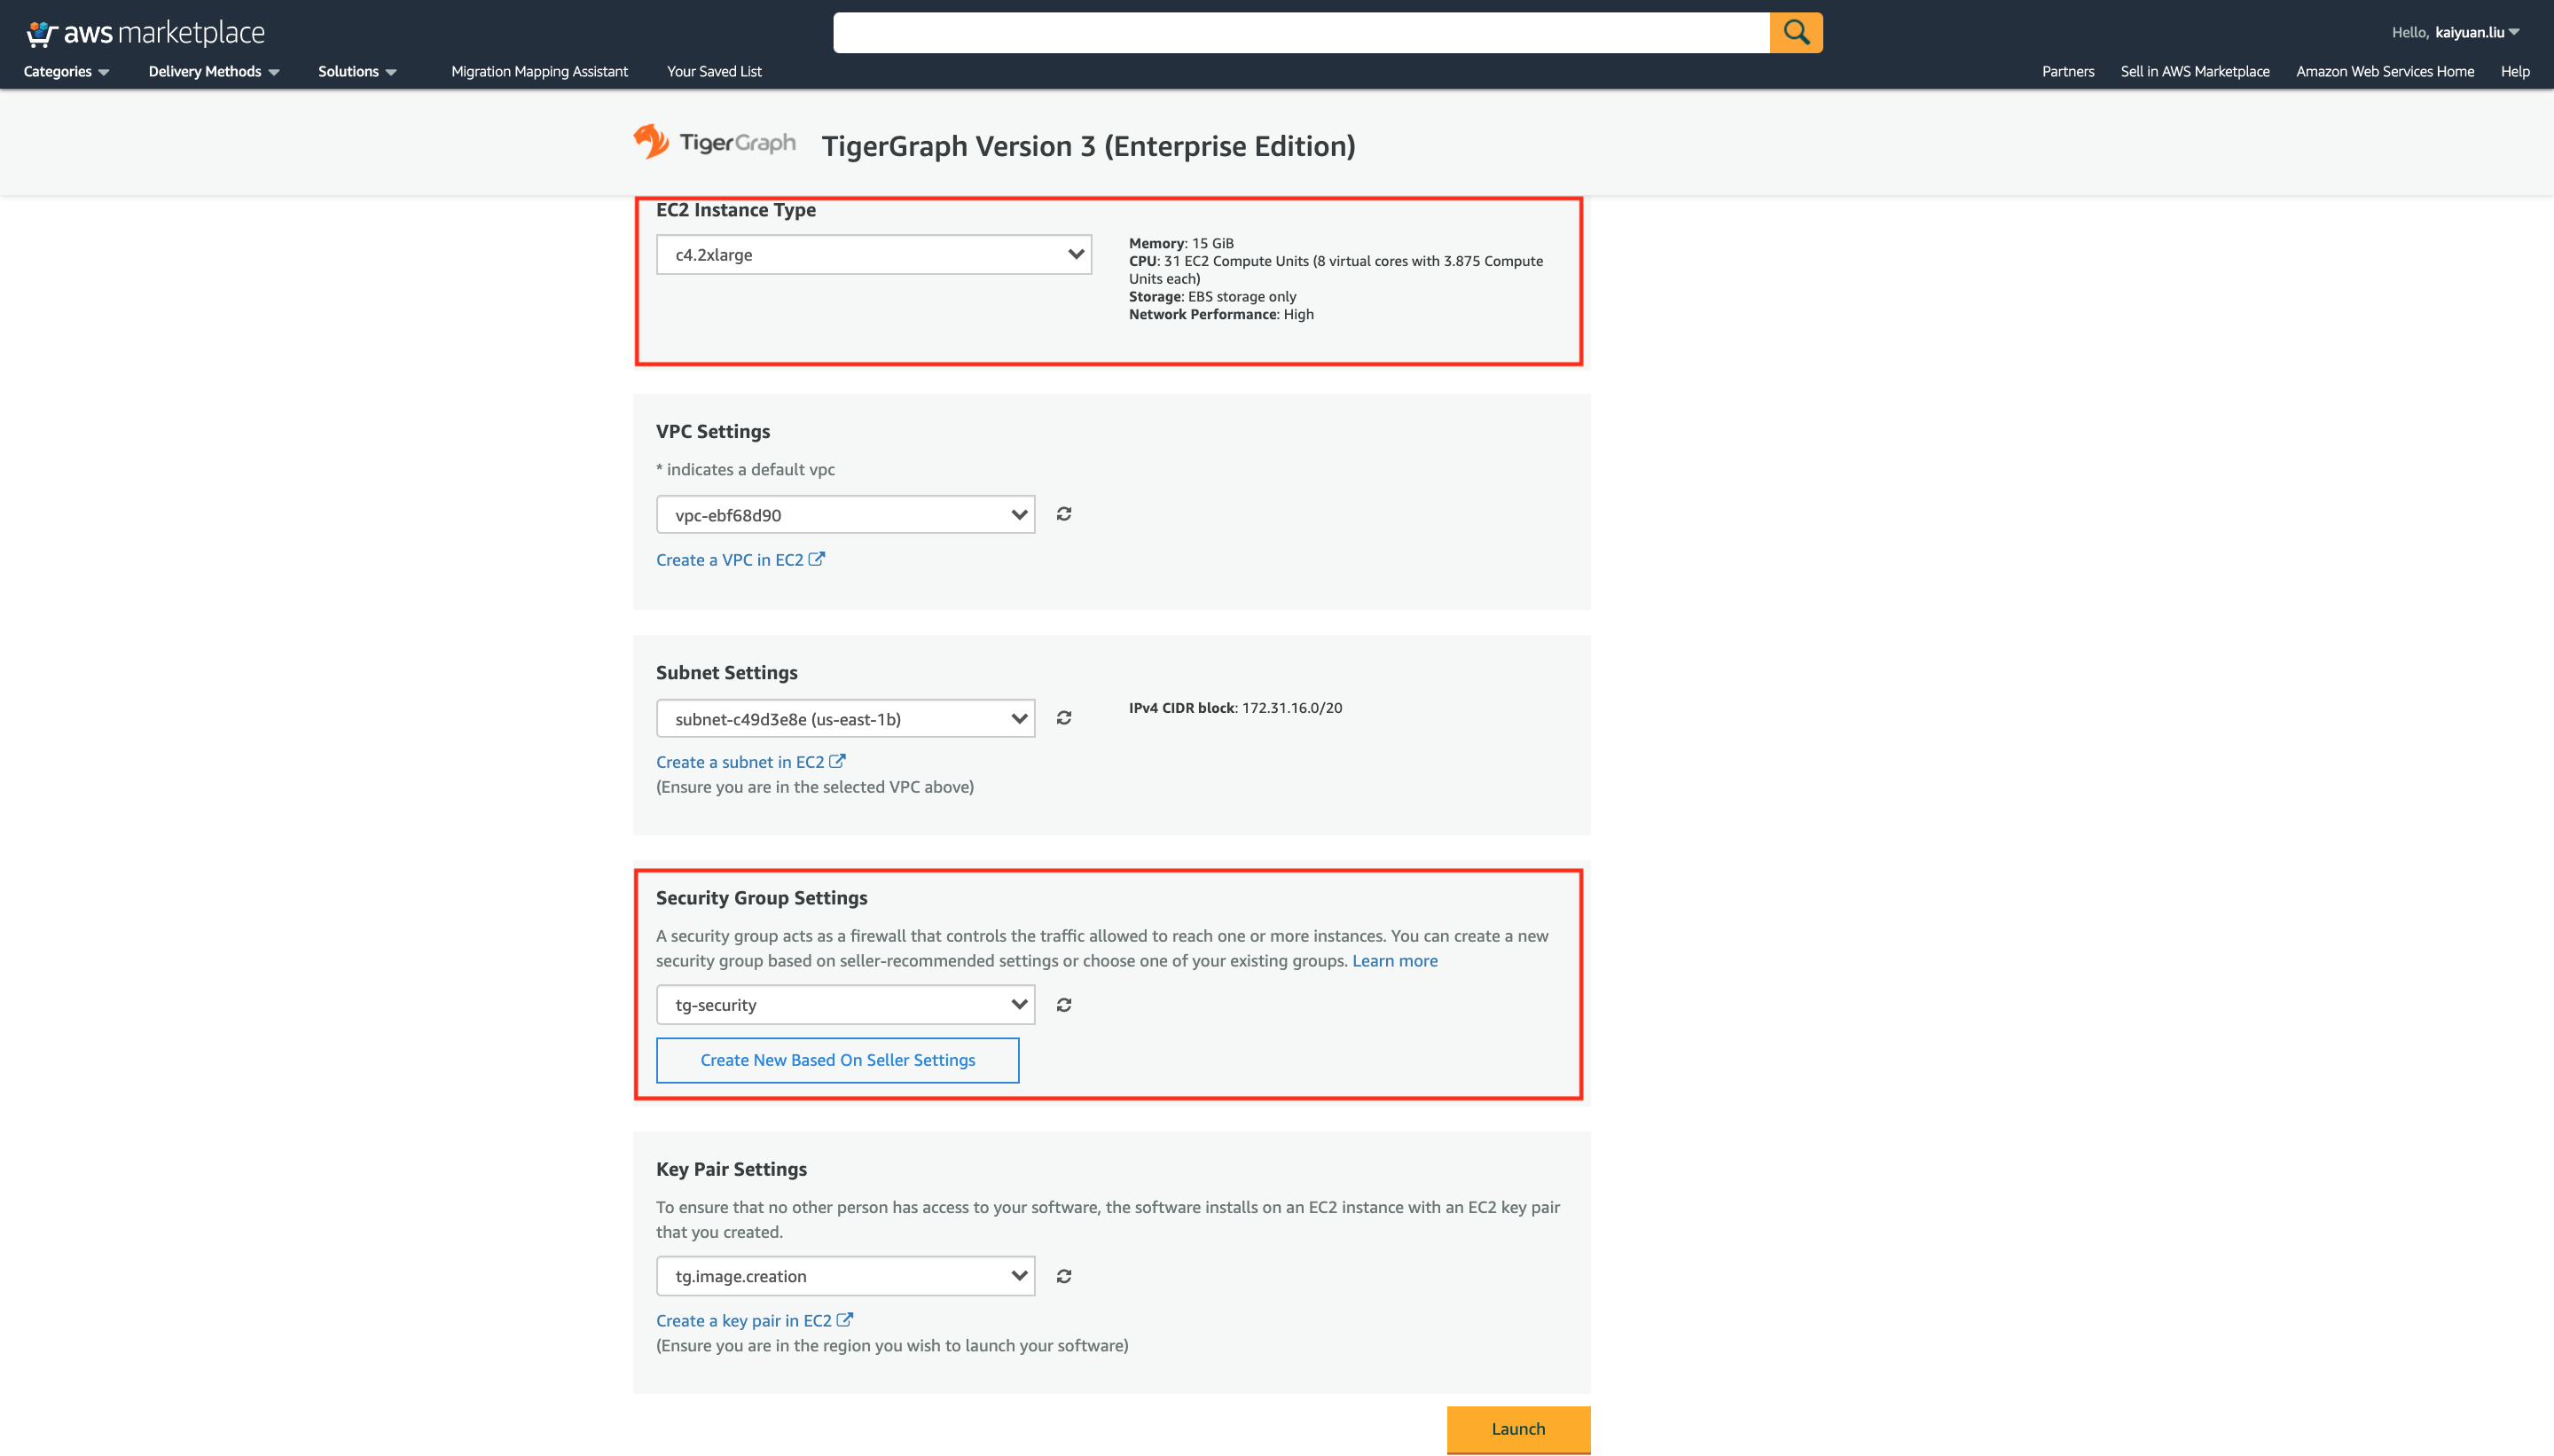 aws marketplace
Hello, kaiyuan.liu
Categories Delivery Methods Solutions Migration Mapping Assistant Your Saved List
Partners Sell in AWS Marketplace Amazon Web Services Home Help
TigerGraph TigerGraph Version 3 (Enterprise Edition)
EC2 Instance Type
c4.2xlarge
Memory: 15 GiB
CPU: 31 EC2 Compute Units (8 virtual cores with 3.875 Compute
Units each)
Storage: EBS storage only
Network Performance: High
VPC Settings
* indicates a default vpc
vpc-ebf68d90
Create a VPC in EC2
Subnet Settings
subnet-c49d3e8e (us-east-1b)
IPv4 CIDR block: 172.31.16.0/20
Create a subnet in EC2
(Ensure you are in the selected VPC above)
Security Group Settings
A security group acts as a firewall that controls the traffic allowed to reach one or more instances. You can create a new
security group based on seller-recommended settings or choose one of your existing groups. Learn more
tg-security
Create New Based On Seller Settings
Key Pair Settings
To ensure that no other person has access to your software, the software installs on an EC2 instance with an EC2 key pair
that you created.
tg.image.creation
Create a key pair in EC2
(Ensure you are in the region you wish to launch your software)
Launch